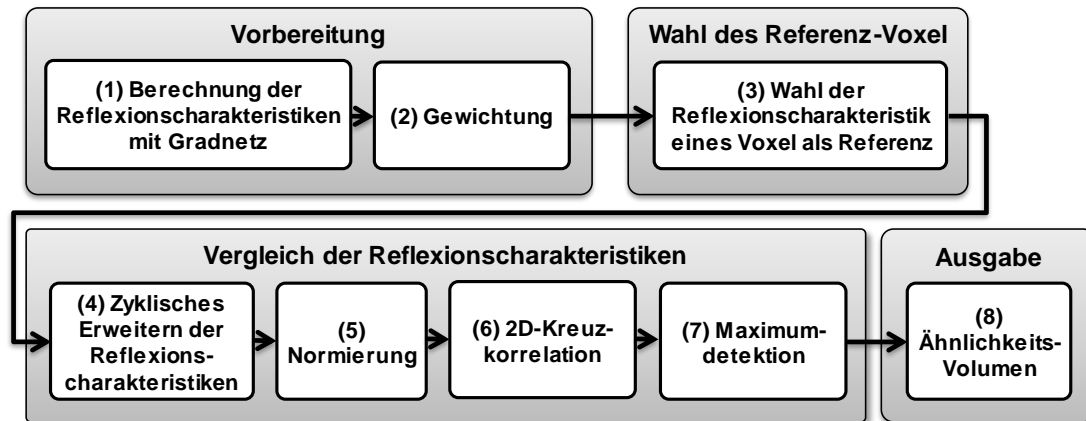 Vorbereitung
(1) Berechnung der
Reflexionscharakteristiken
mit Gradnetz
(2) Gewichtung
Wahl des Referenz-Voxel
(3) Wahl der
Reflexionscharakteristik
eines Voxel als Referenz
Vergleich der Reflexionscharakteristiken
(4) Zyklisches
Erweitern der
Reflexions-
charakteristiken
(5)
Normierung
(6) 2D-Kreuz-
korrelation
(7) Maximum-
detektion
Ausgabe
(8)
Ähnlichkeits-
Volumen